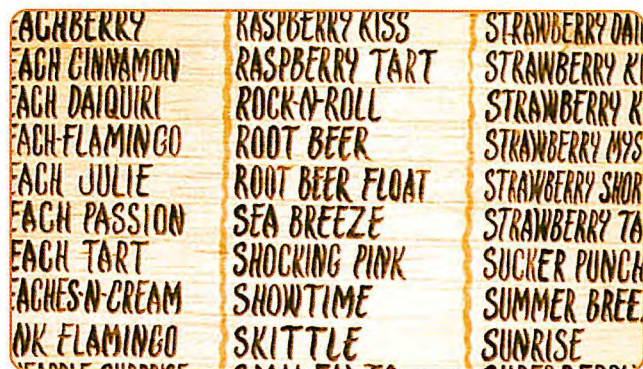 EACHBERRY
EACH CINNAMON
EACH DAIQUIRI
EACH-FLAMINGO
EACH JULIE
EACH PASSION
EACH TART
EACHES-N-CREAM
NK FLAMINGO
RASPBERRY KISS
RASPBERRY TART
ROCK-N-ROLL
ROOT BEER
ROOT BEER FLOAT
SEA BREEZE
SHOCKING PINK
SHOWTIME
SKITTLE
STRAWBERRY DAI
STRAWBERRY
STRAWBERRY
STRAWBERRY MYS
STRAWBERRY SHOR
STRAWBERRY TA
SUCKER PUNCH
SUMMER BREE
SUNRISE